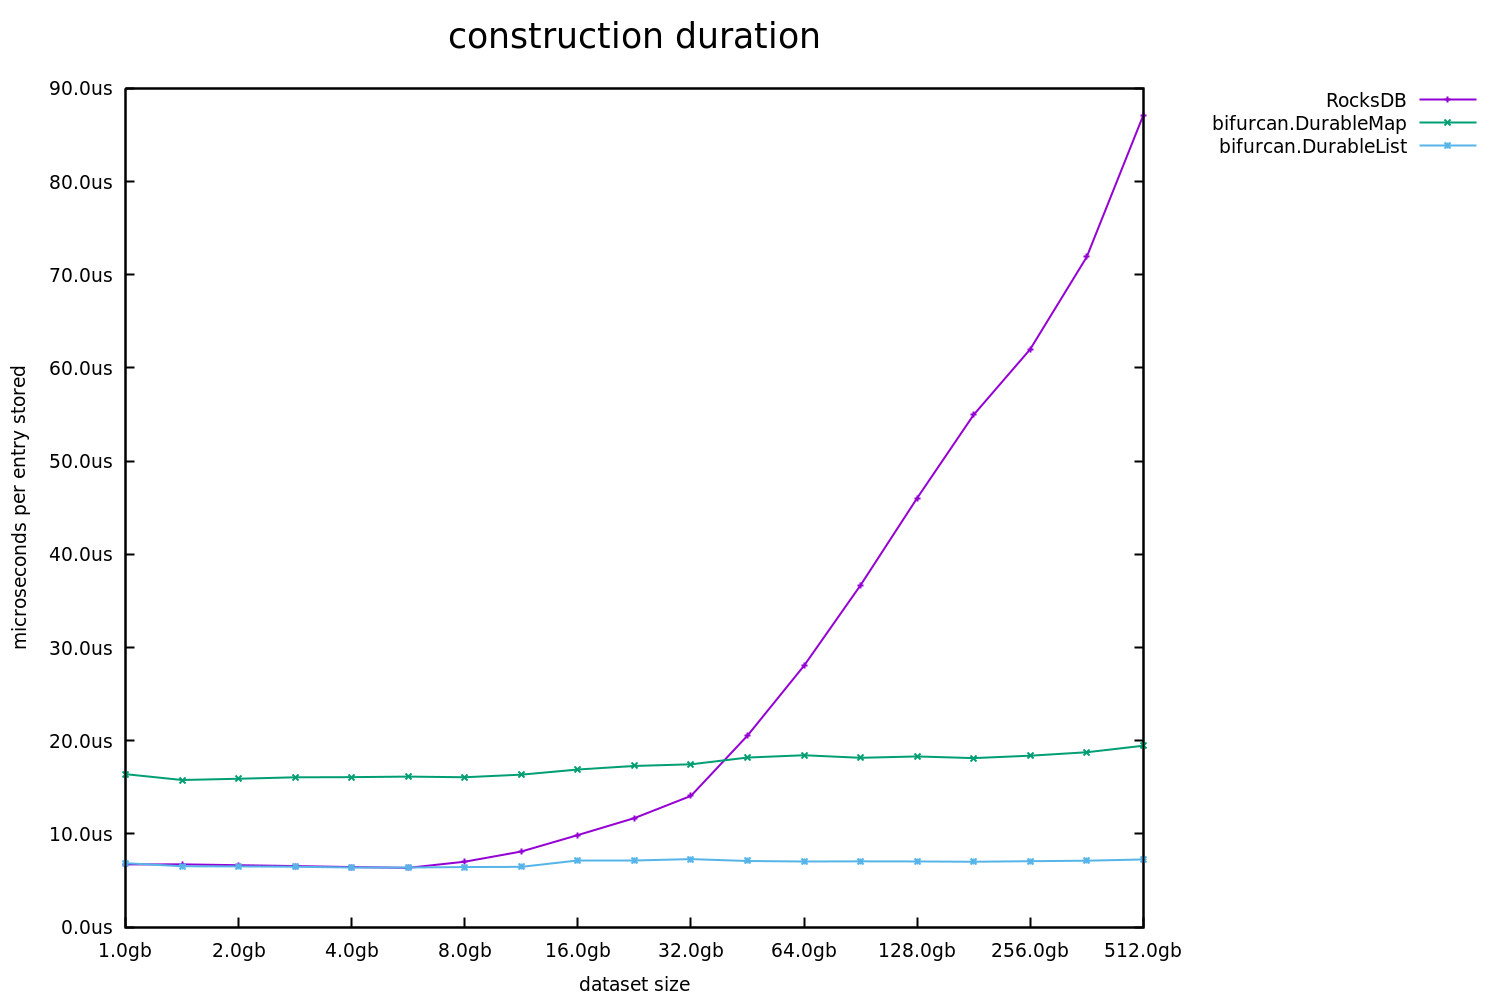 construction duration
RocksDB
bifurcan.DurableMap
bifurcan.DurableList
microseconds per entry stored
90.0us
80.0us
70.0us
60.0us
50.0us
40.0us
30.0us
20.0us
10.0us
0.0us
1.0gb 2.0gb 4.0gb 8.0gb 16.0gb 32.0gb 64.0gb 128.0gb 256.0gb 512.0gb
dataset size